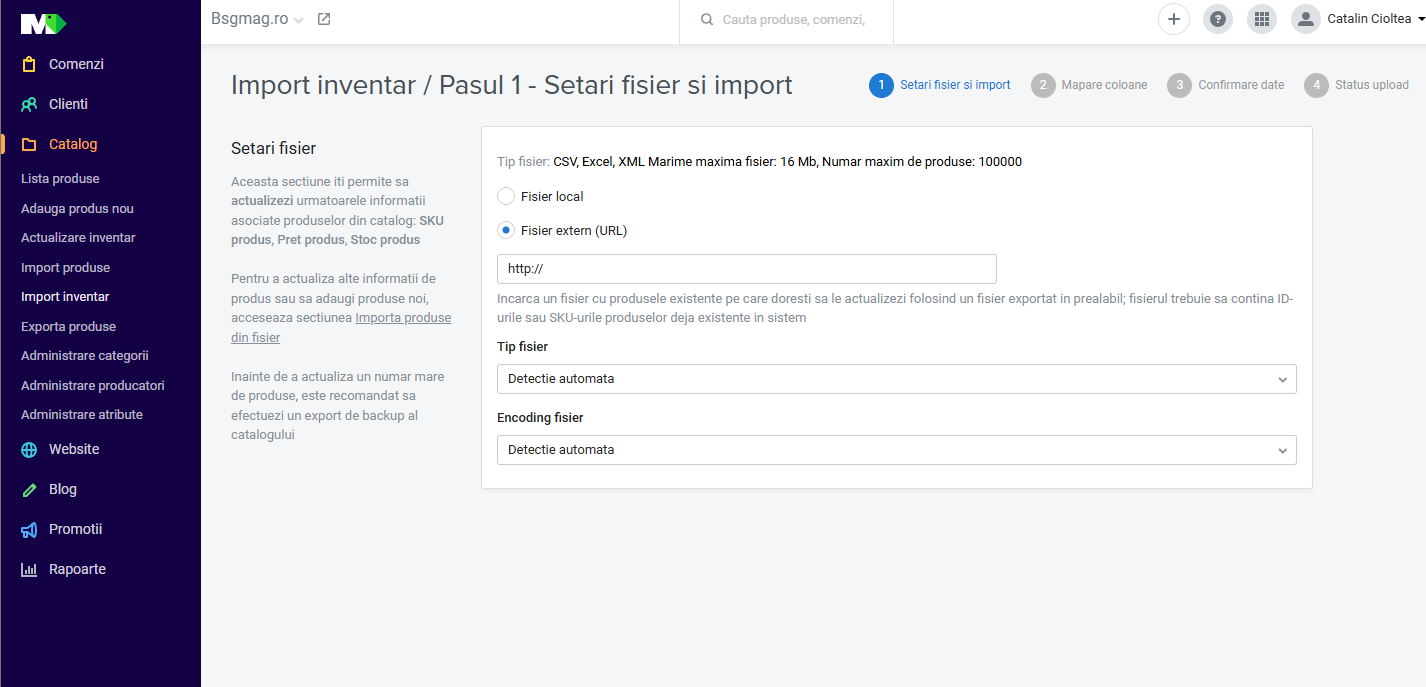 Bsgmag.ro
Cauta produse, comenzi,
?
Catalin Cioltea
Comenzi
Clienti
Catalog
Lista produse
Adauga produs nou
Actualizare inventar
Import produse
Import inventar
Exporta produse
Administrare categorii
Administrare producatori
Administrare atribute
Website
Blog
Promotii
Rapoarte
Import inventar / Pasul 1 - Setari fisier si import
1 Setari fisier si import
2 Mapare coloane
3 Confirmare date
4 Status upload
Setari fisier
Aceasta sectiune iti permite sa
actualizezi urmatoarele informatii
asociate produselor din catalog: SKU
produs, Pret produs, Stoc produs
Pentru a actualiza alte informatii de
produs sau sa adaugi produse noi,
acceseaza sectiunea Importa produse
din fisier
Inainte de a actualiza un numar mare
de produse, este recomandat sa
efectuezi un export de backup al
catalogului
Tip fisier: CSV, Excel, XML Marime maxima fisier: 16 Mb, Numar maxim de produse: 100000
Fisier local
Fisier extern (URL)
http://
Incarca un fisier cu produsele existente pe care doresti sa le actualizezi folosind un fisier exportat in prealabil; fisierul trebuie sa contina ID-
urile sau SKU-urile produselor deja existente in sistem
Tip fisier
Detectie automata
Encoding fisier
Detectie automata